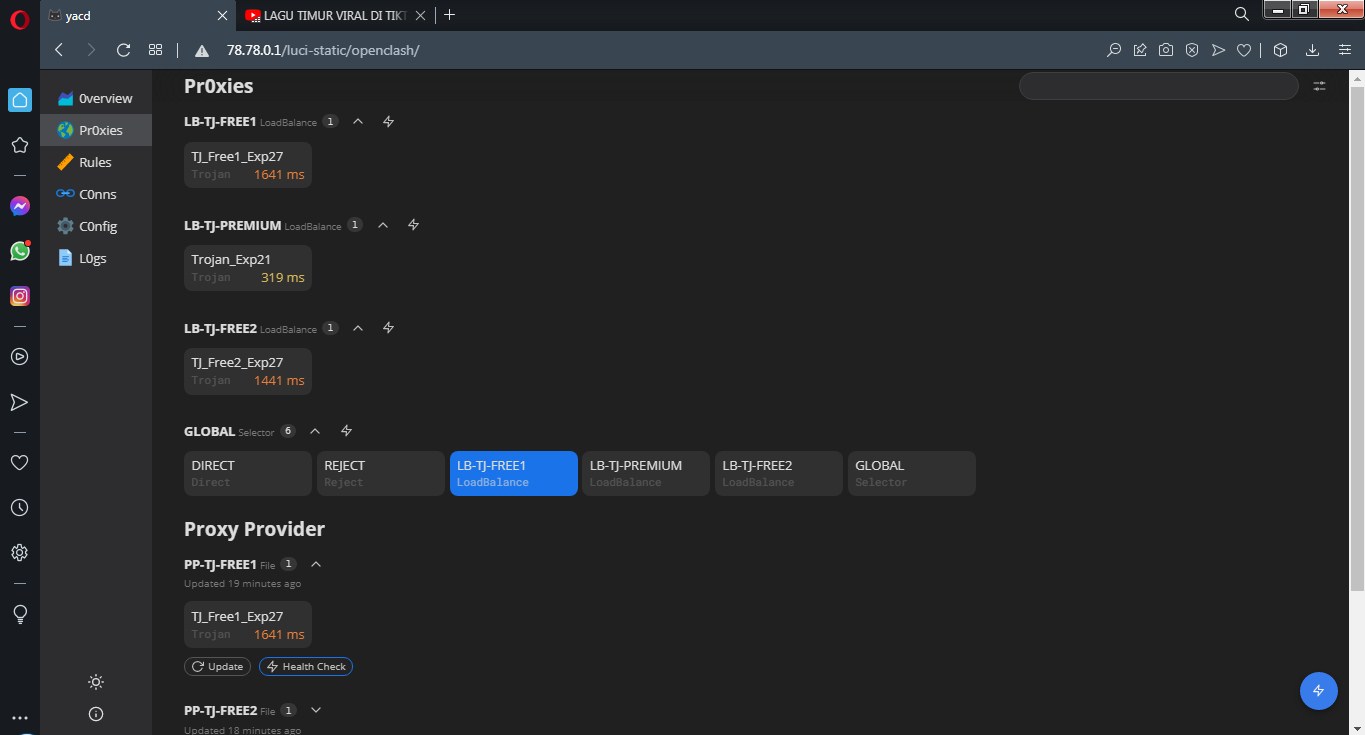 yacd
LAGU TIMUR VIRAL DI TIKT
78.78.0.1/luci-static/openclash/
0verview
Pr0xies
Rules
C0nns
C0nfig
L0gs
Pr0xies
LB-TJ-FREE1 LoadBalance 1
TJ_Free1_Exp27
Trojan 1641 ms
LB-TJ-PREMIUM LoadBalance 1
Trojan_Exp21
Trojan 319 ms
LB-TJ-FREE2 LoadBalance 1
TJ_Free2_Exp27
Trojan 1441 ms
GLOBAL Selector 6
DIRECT REJECT LB-TJ-FREE1 LB-TJ-PREMIUM LB-TJ-FREE2 GLOBAL
Direct Reject LoadBalance LoadBalance LoadBalance Selector
Proxy Provider
PP-TJ-FREE1 File 1
Updated 19 minutes ago
TJ_Free1_Exp27
Trojan 1641 ms
Update Health Check
PP-TJ-FREE2 File 1
Updated 18 minutes ago